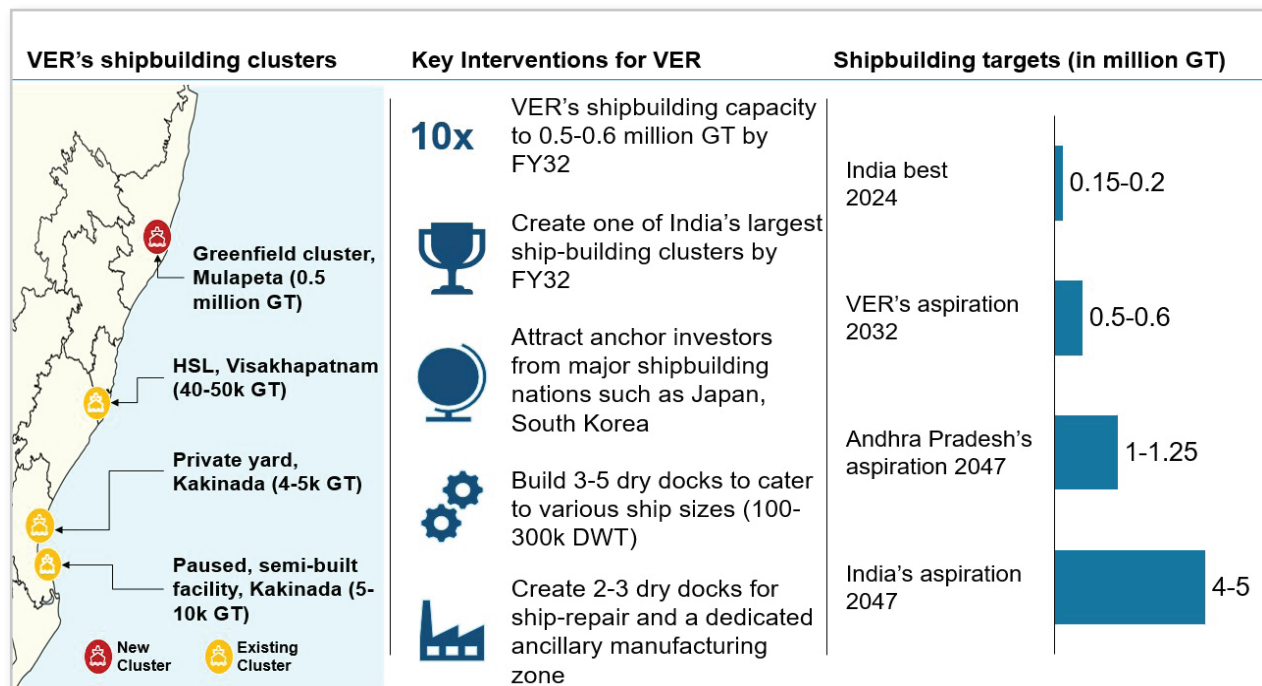 VER's shipbuilding clusters
Greenfield cluster,
Mulapeta (0.5
million GT)
HSL, Visakhapatnam
(40-50k GT)
Private yard,
Kakinada (4-5k GT)
Paused, semi-built
facility, Kakinada (5-
10k GT)
New
Cluster
Existing
Cluster
Key Interventions for VER
10x
VER's shipbuilding capacity
to 0.5-0.6 million GT by
FY32
Create one of India's largest
ship-building clusters by
FY32
Attract anchor investors
from major shipbuilding
nations such as Japan,
South Korea
Build 3-5 dry docks to cater
to various ship sizes (100-
300k DWT)
Create 2-3 dry docks for
ship-repair and a dedicated
ancillary manufacturing
zone
Shipbuilding targets (in million GT)
India best
2024
0.15-0.2
VER's aspiration
2032
0.5-0.6
Andhra Pradesh's
aspiration 2047
1-1.25
India's aspiration
2047
4-5